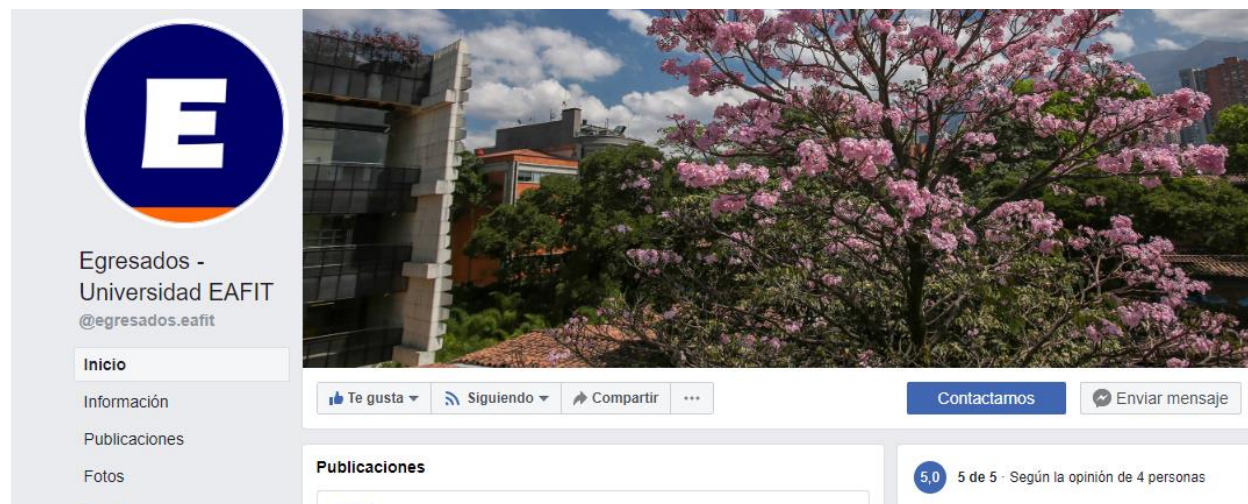 E
Egresados -
Universidad EAFIT
@egresados.eafit
Inicio
Información
Publicaciones
Fotos
Te gusta
Siguiendo
Compartir
Contactarnos
Enviar mensaje
Publicaciones
5,0
5 de 5 · Según la opinión de 4 personas